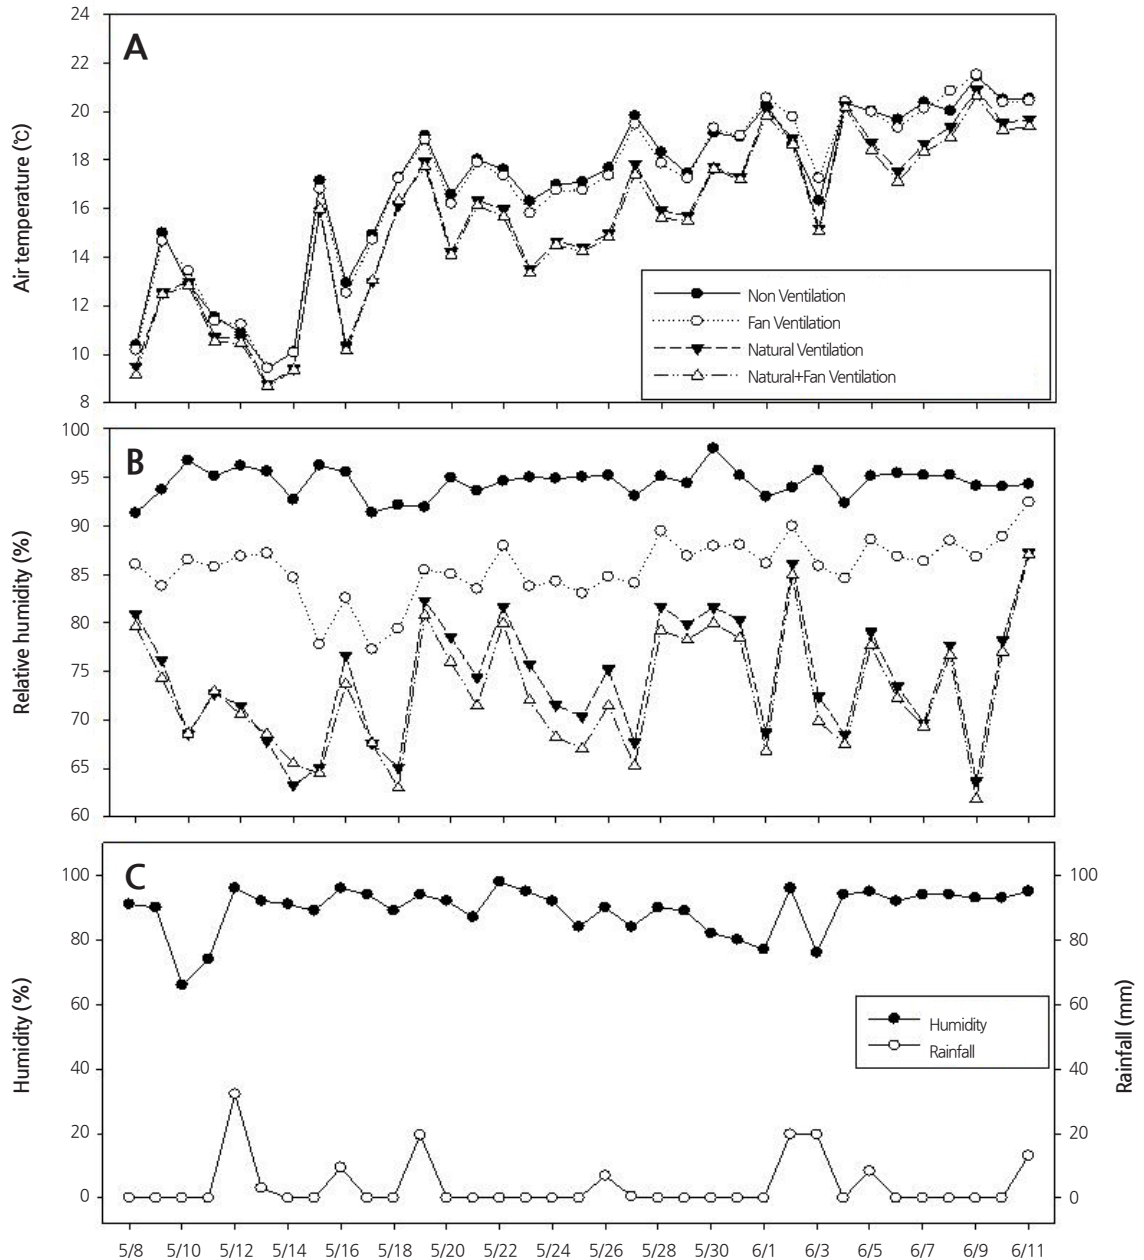 24
A
22
20
18
16
14
12
10
8
Air temperature (℃)
Non Ventilation
Fan Ventilation
Natural Ventilation
Natural+Fan Ventilation
100
B
95
90
85
80
75
70
65
60
Relative humidity (%)
C
100
80
60
40
20
0
Humidity (%)
100
80
60
40
20
0
Rainfall (mm)
Humidity
Rainfall
5/8 5/10 5/12 5/14 5/16 5/18 5/20 5/22 5/24 5/26 5/28 5/30 6/1 6/3 6/5 6/7 6/9 6/11